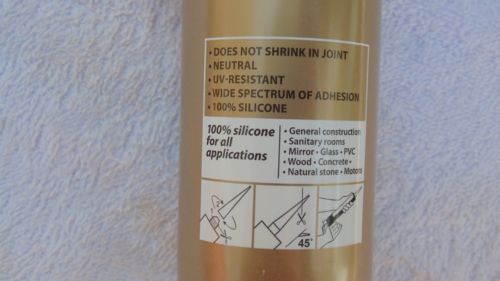 • DOES NOT SHRINK IN JOINT
• NEUTRAL
• UV-RESISTANT
• WIDE SPECTRUM OF ADHESION
• 100% SILICONE
100% silicone
for all
applications
• General construction
• Sanitary rooms
• Mirror • Glass • PVC
• Wood • Concrete •
• Natural stone • Motors
45°